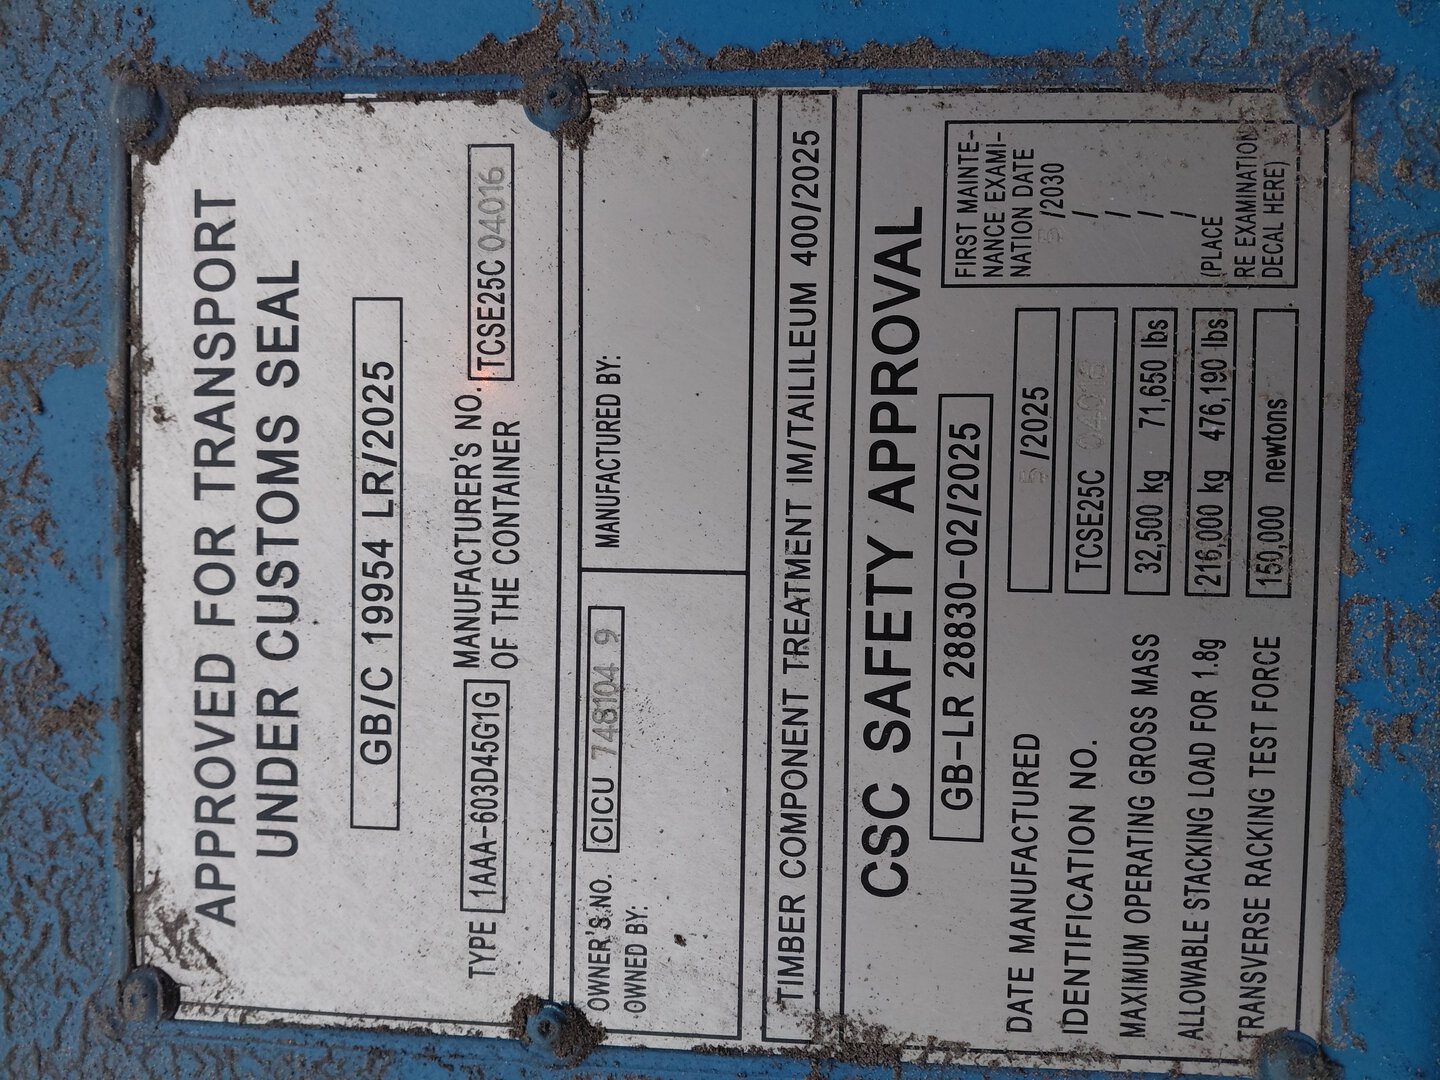 APPROVED FOR TRANSPORT
UNDER CUSTOMS SEAL
GB/C 19954 LR/2025
TYPE 1AAA-603D45G1G MANUFACTURER'S NO. TCSE25C 04016
OF THE CONTAINER
OWNER'S NO. CICU 748104 9
OWNED BY:
MANUFACTURED BY:
TIMBER COMPONENT TREATMENT IM/TAILILEUM 400/2025
CSC SAFETY APPROVAL
GB-LR 28830-02/2025
DATE MANUFACTURED 5/2025
IDENTIFICATION NO. TCSE25C 04016
MAXIMUM OPERATING GROSS MASS 32,500 kg 71,650 lbs
ALLOWABLE STACKING LOAD FOR 1.8g 216,000 kg 476,190 lbs
TRANSVERSE RACKING TEST FORCE 150,000 newtons
FIRST MAINTE-
NANCE EXAMI-
NATION DATE
5/2030
/
/
/
/
(PLACE
RE EXAMINATION
DECAL HERE)